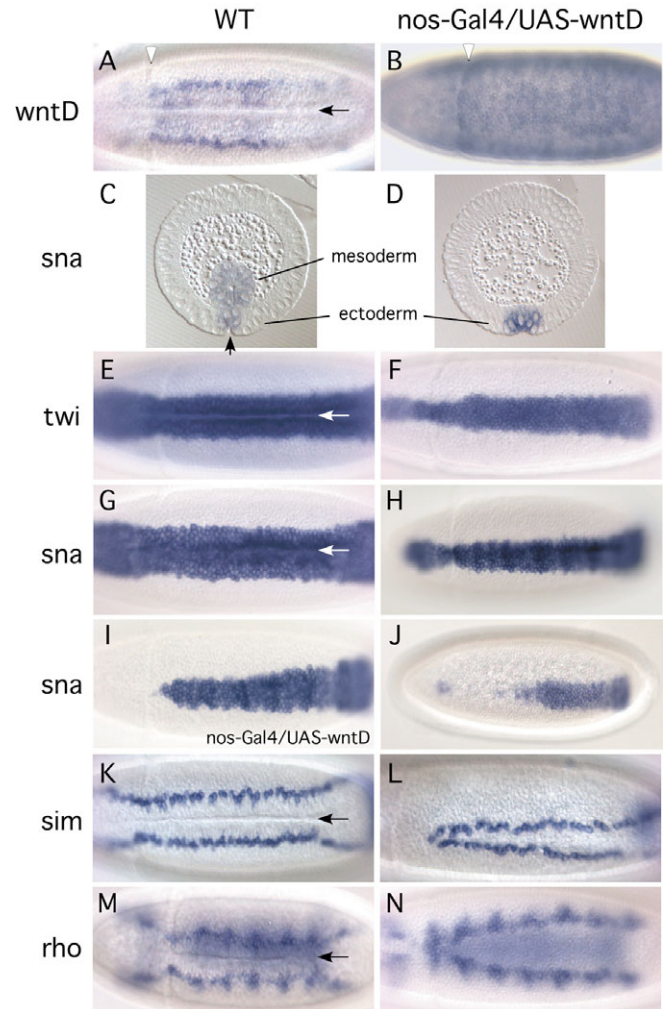 WT nos-Gal4/UAS-wntD
A B
wntD
C D
sna
mesoderm
ectoderm
E F
twi
G H
sna
I J
sna
nos-Gal4/UAS-wntD
K L
sim
M N
rho